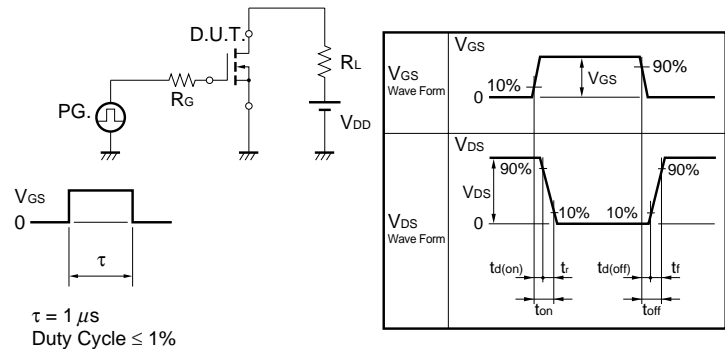 D.U.T.
RL
RG
PG.
VDD
VGS
0
τ
τ = 1 μs
Duty Cycle ≤ 1%
VGS
Wave Form
VGS
10%
0
VGS
90%
VDS
Wave Form
VDS
90%
VDS
0
10%
10%
90%
td(on)
tr
td(off)
tf
ton
toff